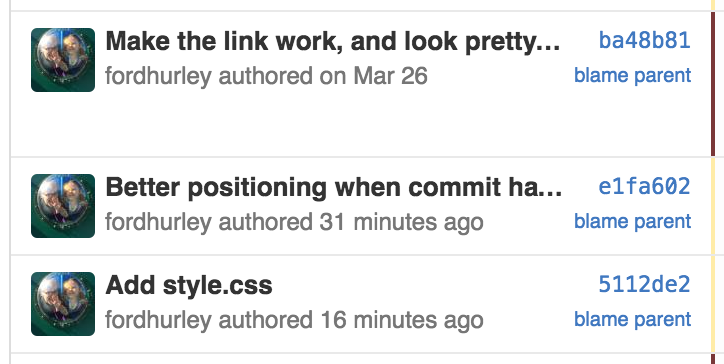 Make the link work, and look pretty… ba48b81
fordhurley authored on Mar 26 blame parent
Better positioning when commit ha… e1fa602
fordhurley authored 31 minutes ago blame parent
Add style.css 5112de2
fordhurley authored 16 minutes ago blame parent